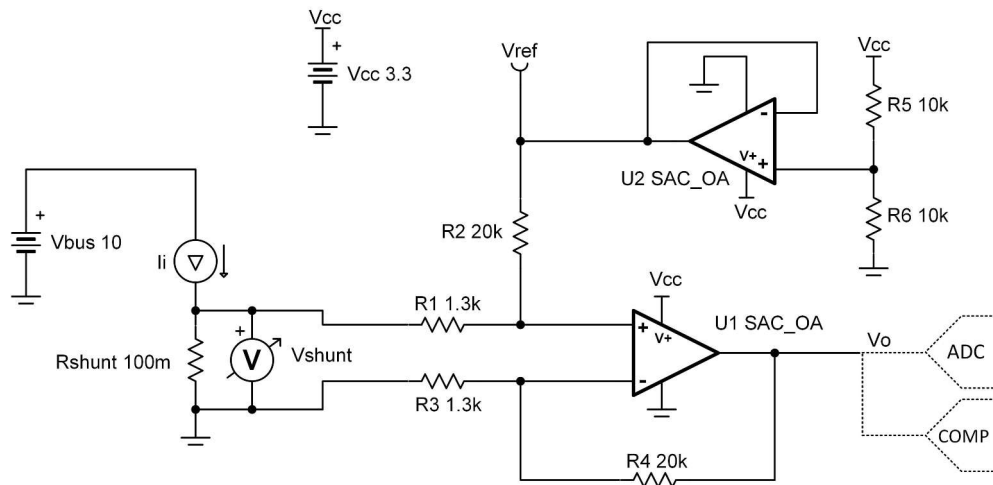 Vcc
+
Vcc 3.3
Vref
Vcc
R5 10k
-
V+
+
U2 SAC_OA
Vcc
R6 10k
+
Vbus 10
Ii
R2 20k
R1 1.3k
Vcc
U1 SAC_OA
+
V+
-
Vo
ADC
COMP
Rshunt 100m
+
V
Vshunt
R3 1.3k
R4 20k